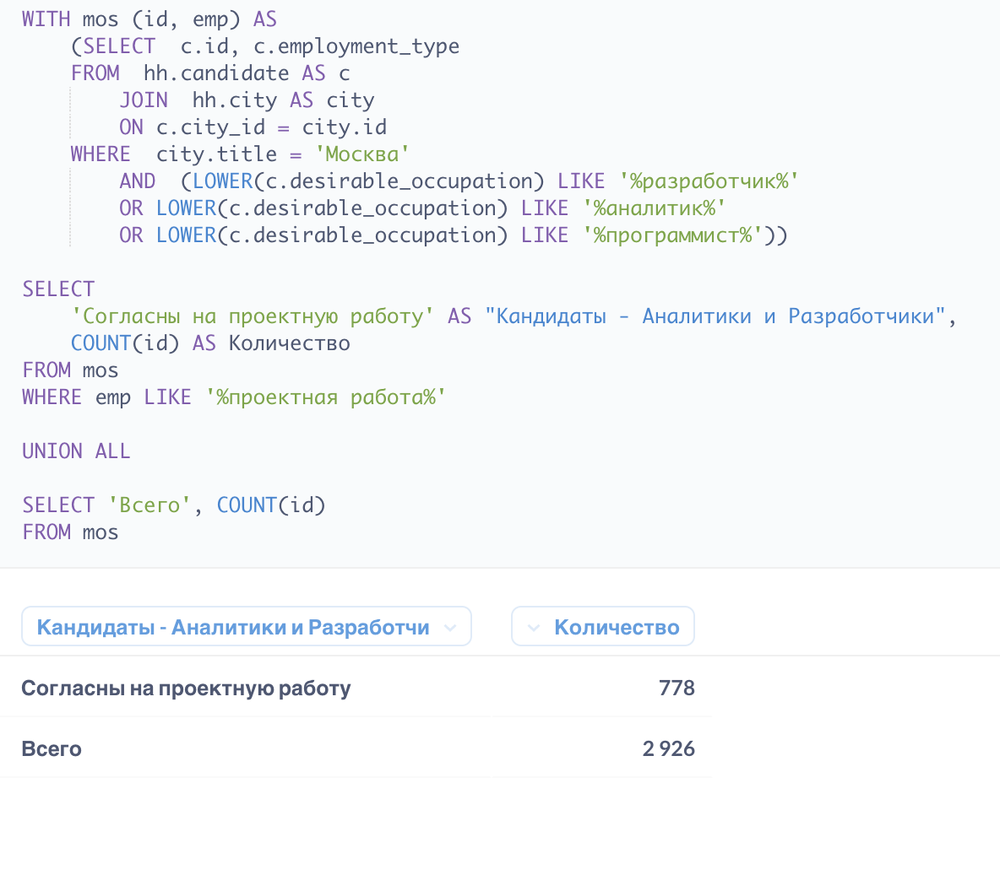 WITH mos (id, emp) AS
(SELECT  c.id, c.employment_type
FROM  hh.candidate AS c
JOIN  hh.city AS city
ON c.city_id = city.id
WHERE  city.title = 'Москва'
AND  (LOWER(c.desirable_occupation) LIKE '%разработчик%'
OR LOWER(c.desirable_occupation) LIKE '%аналитик%'
OR LOWER(c.desirable_occupation) LIKE '%программист%'))
SELECT
'Согласны на проектную работу' AS "Кандидаты - Аналитики и Разработчики",
COUNT(id) AS Количество
FROM mos
WHERE emp LIKE '%проектная работа%'
UNION ALL
SELECT 'Всего', COUNT(id)
FROM mos
Кандидаты - Аналитики и Разработчи Количество
Согласны на проектную работу 778
Всего 2 926